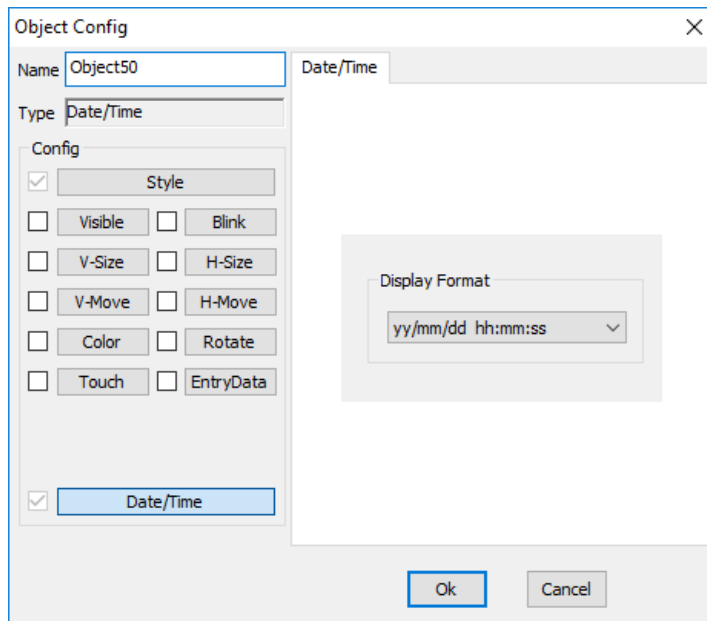 Object Config
Name Object50
Type Date/Time
Config
Style
Visible Blink
V-Size H-Size
V-Move H-Move
Color Rotate
Touch EntryData
Date/Time
Date/Time
Display Format
yy/mm/dd hh:mm:ss
Ok Cancel